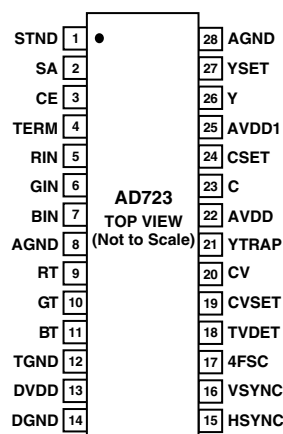 STND 1
SA 2
CE 3
TERM 4
RIN 5
GIN 6
BIN 7
AGND 8
RT 9
GT 10
BT 11
TGND 12
DVDD 13
DGND 14
AD723
TOP VIEW
(Not to Scale)
28 AGND
27 YSET
26 Y
25 AVDD1
24 CSET
23 C
22 AVDD
21 YTRAP
20 CV
19 CVSET
18 TVDET
17 4FSC
16 VSYNC
15 HSYNC